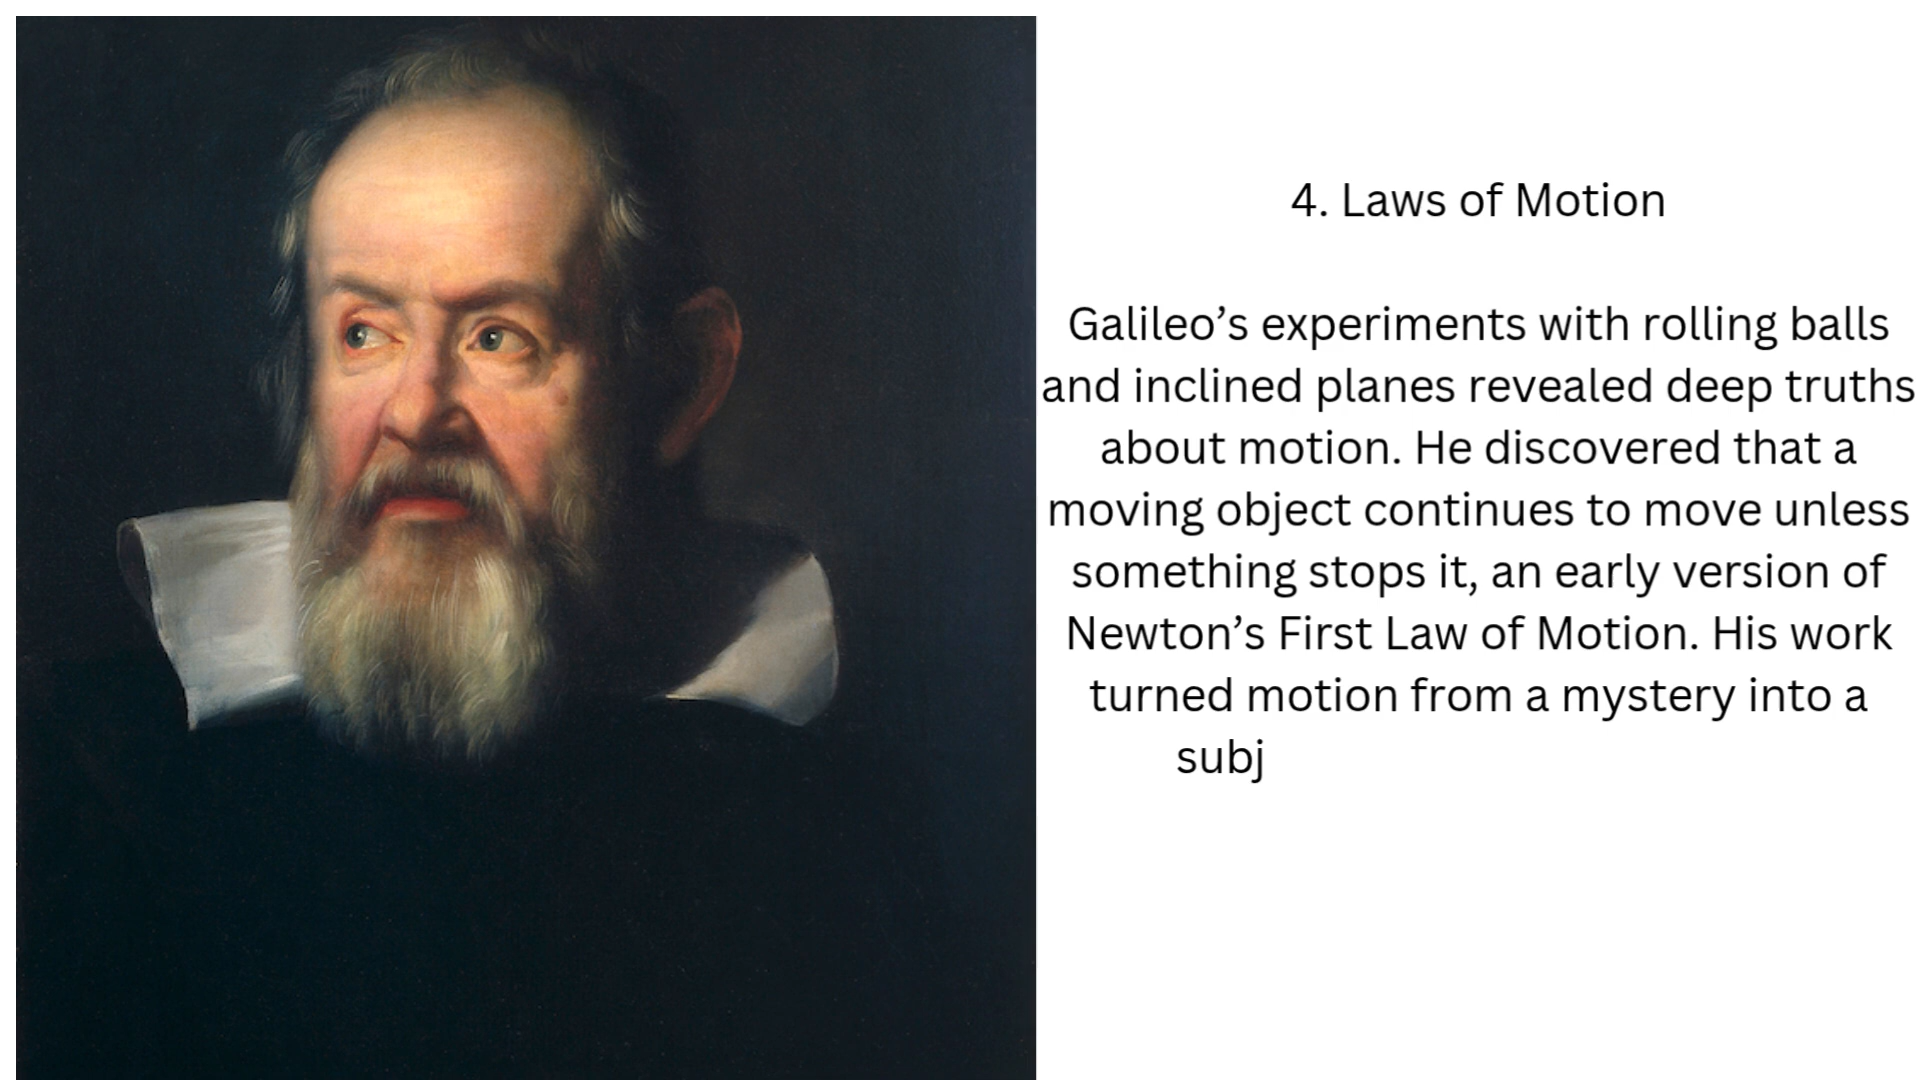 4. Laws of Motion
Galileo’s experiments with rolling balls
and inclined planes revealed deep truths
about motion. He discovered that a
moving object continues to move unless
something stops it, an early version of
Newton’s First Law of Motion. His work
turned motion from a mystery into a
subj